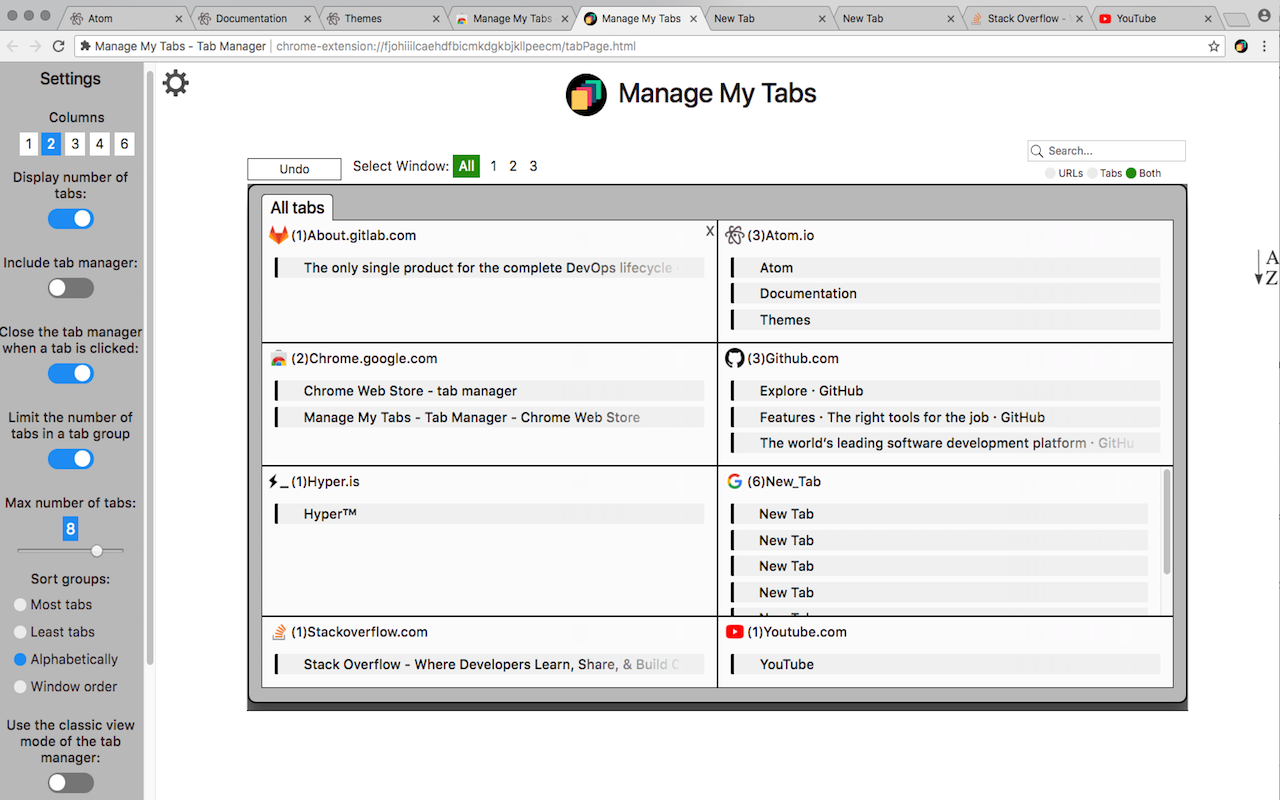 Atom
Documentation
Themes
Manage My Tabs
Manage My Tabs
New Tab
New Tab
Stack Overflow -
YouTube
Manage My Tabs - Tab Manager | chrome-extension://fjohiiilcaehdfbicmkdgkbjkllpeecm/tabPage.html
Settings
Columns
1 2 3 4 6
Display number of
tabs:
Include tab manager:
Close the tab manager
when a tab is clicked:
Limit the number of
tabs in a tab group
Max number of tabs:
8
Sort groups:
Most tabs
Least tabs
Alphabetically
Window order
Use the classic view
mode of the tab
manager:
Manage My Tabs
Undo
Select Window: All 1 2 3
Search...
URLs Tabs Both
All tabs
(1)About.gitlab.com
X
The only single product for the complete DevOps lifecycle
(3)Atom.io
Atom
Documentation
Themes
(2)Chrome.google.com
Chrome Web Store - tab manager
Manage My Tabs - Tab Manager - Chrome Web Store
(3)Github.com
Explore · GitHub
Features · The right tools for the job · GitHub
The world's leading software development platform · GitHu
(1)Hyper.is
Hyper™
(6)New_Tab
New Tab
New Tab
New Tab
New Tab
New Tab
(1)Stackoverflow.com
Stack Overflow - Where Developers Learn, Share, & Build C
(1)Youtube.com
YouTube
A
Z